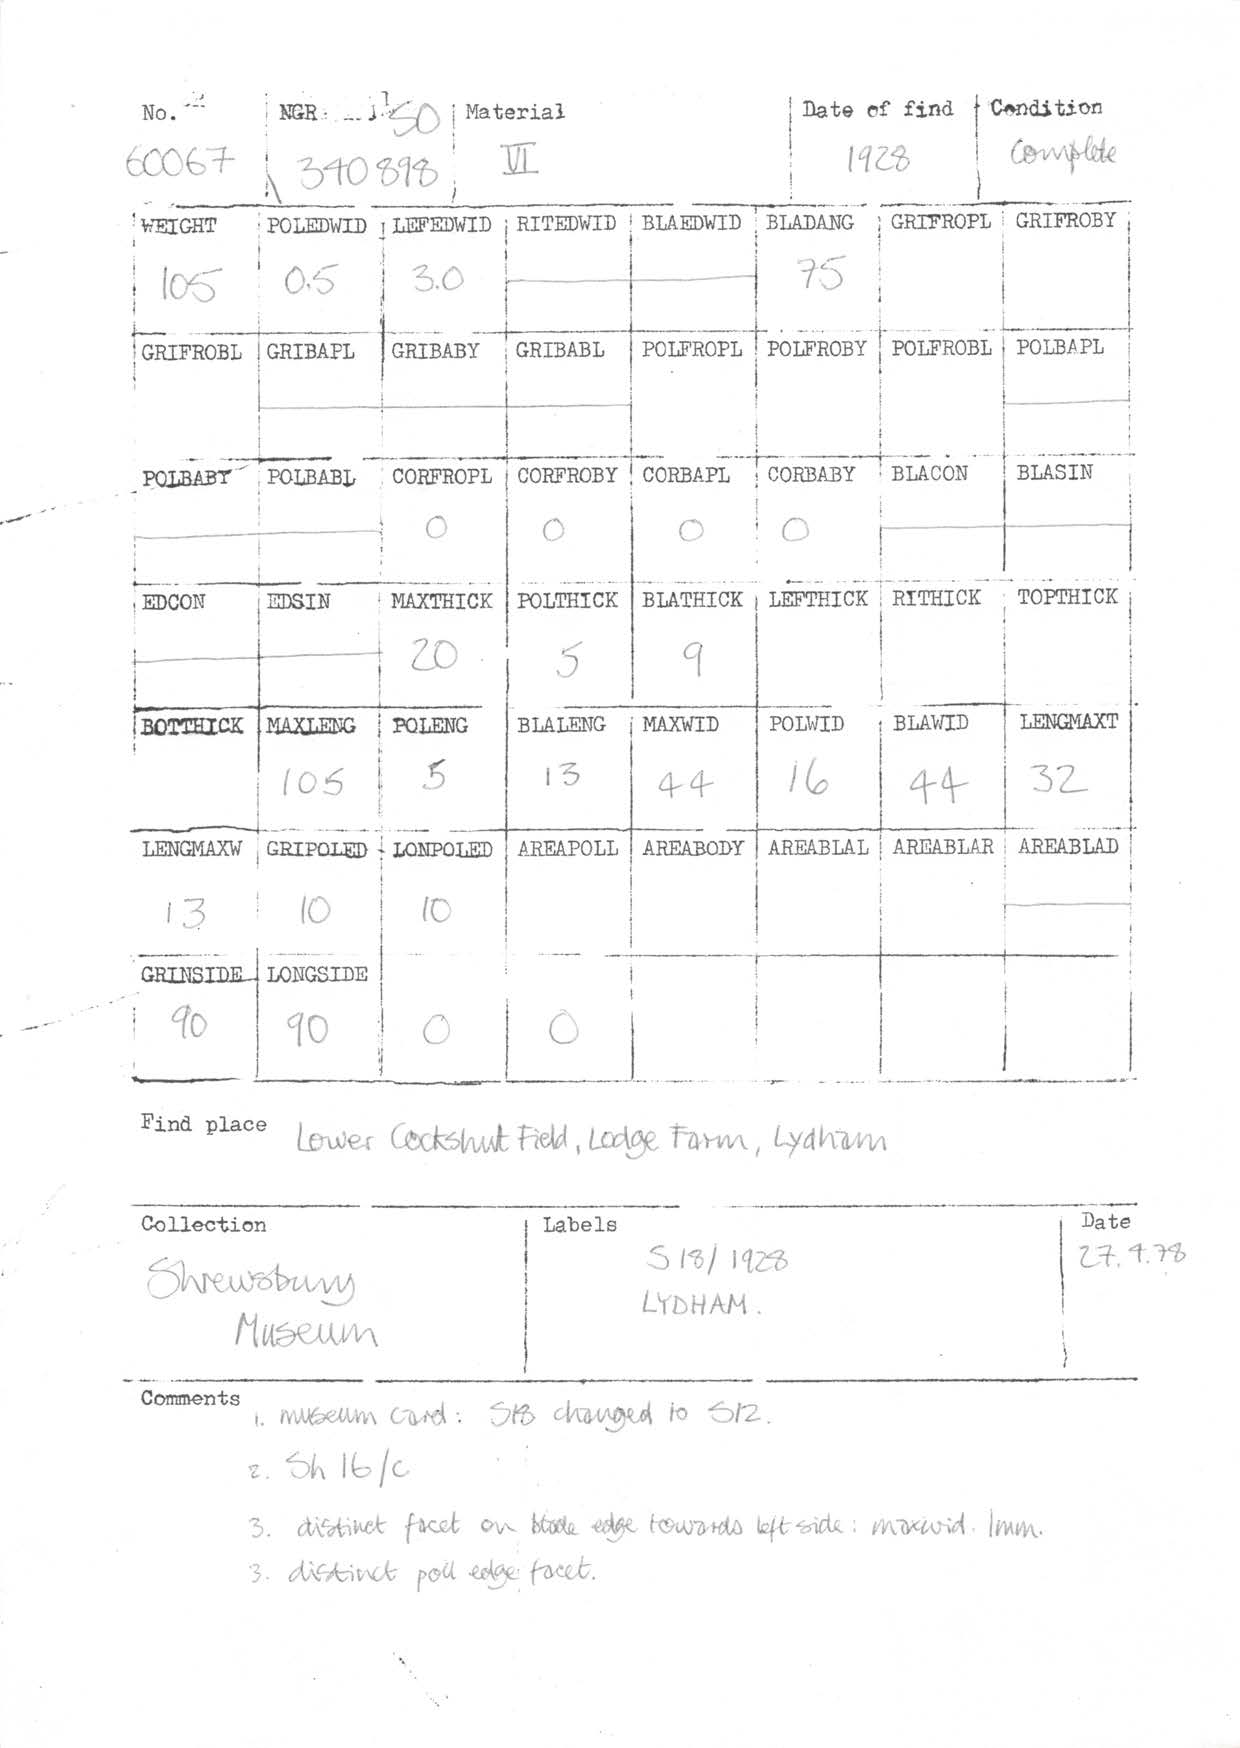 No. NGR SO Material Date of find Condition
60067 340898 VI 1928 Complete
WEIGHT POLEDWID LEFEDWID RITEDWID BLAEDWID BLADANG GRIFROPL GRIFROBY
105 0.5 3.0 75
GRIFROBL GRIBAPL GRIBABY GRIBABL POLFROPL POLFROBY POLFROBL POLBAPL
POLBABY POLBABL CORFROPL CORFROBY CORBAPL CORBABY BLACON BLASIN
0 0 0 0
EDCON EDSIN MAXTHICK POLTHICK BLATHICK LEFTHICK RITHICK TOPTHICK
20 5 9
BOTTHICK MAXLENG POLENG BLALENG MAXWID POLWID BLAWID LENGMAXT
105 5 13 44 16 44 32
LENGMAXW GRIPOLED LONPOLED AREAPOLL AREABODY AREABLAL AREABLAR AREABLAD
13 10 10
GRINSIDE LONGSIDE
90 90 0 0
Find place Lower Cockshut Field, Lodge Farm, Lydham
Collection Labels Date
Shrewsbury S 18/1928 27.4.78
Museum LYDHAM.
Comments 1. museum card: S18 changed to S12.
2. Sh 16/c
3. distinct facet on blade edge towards left side: maxwid. 1mm.
3. distinct poll edge facet.